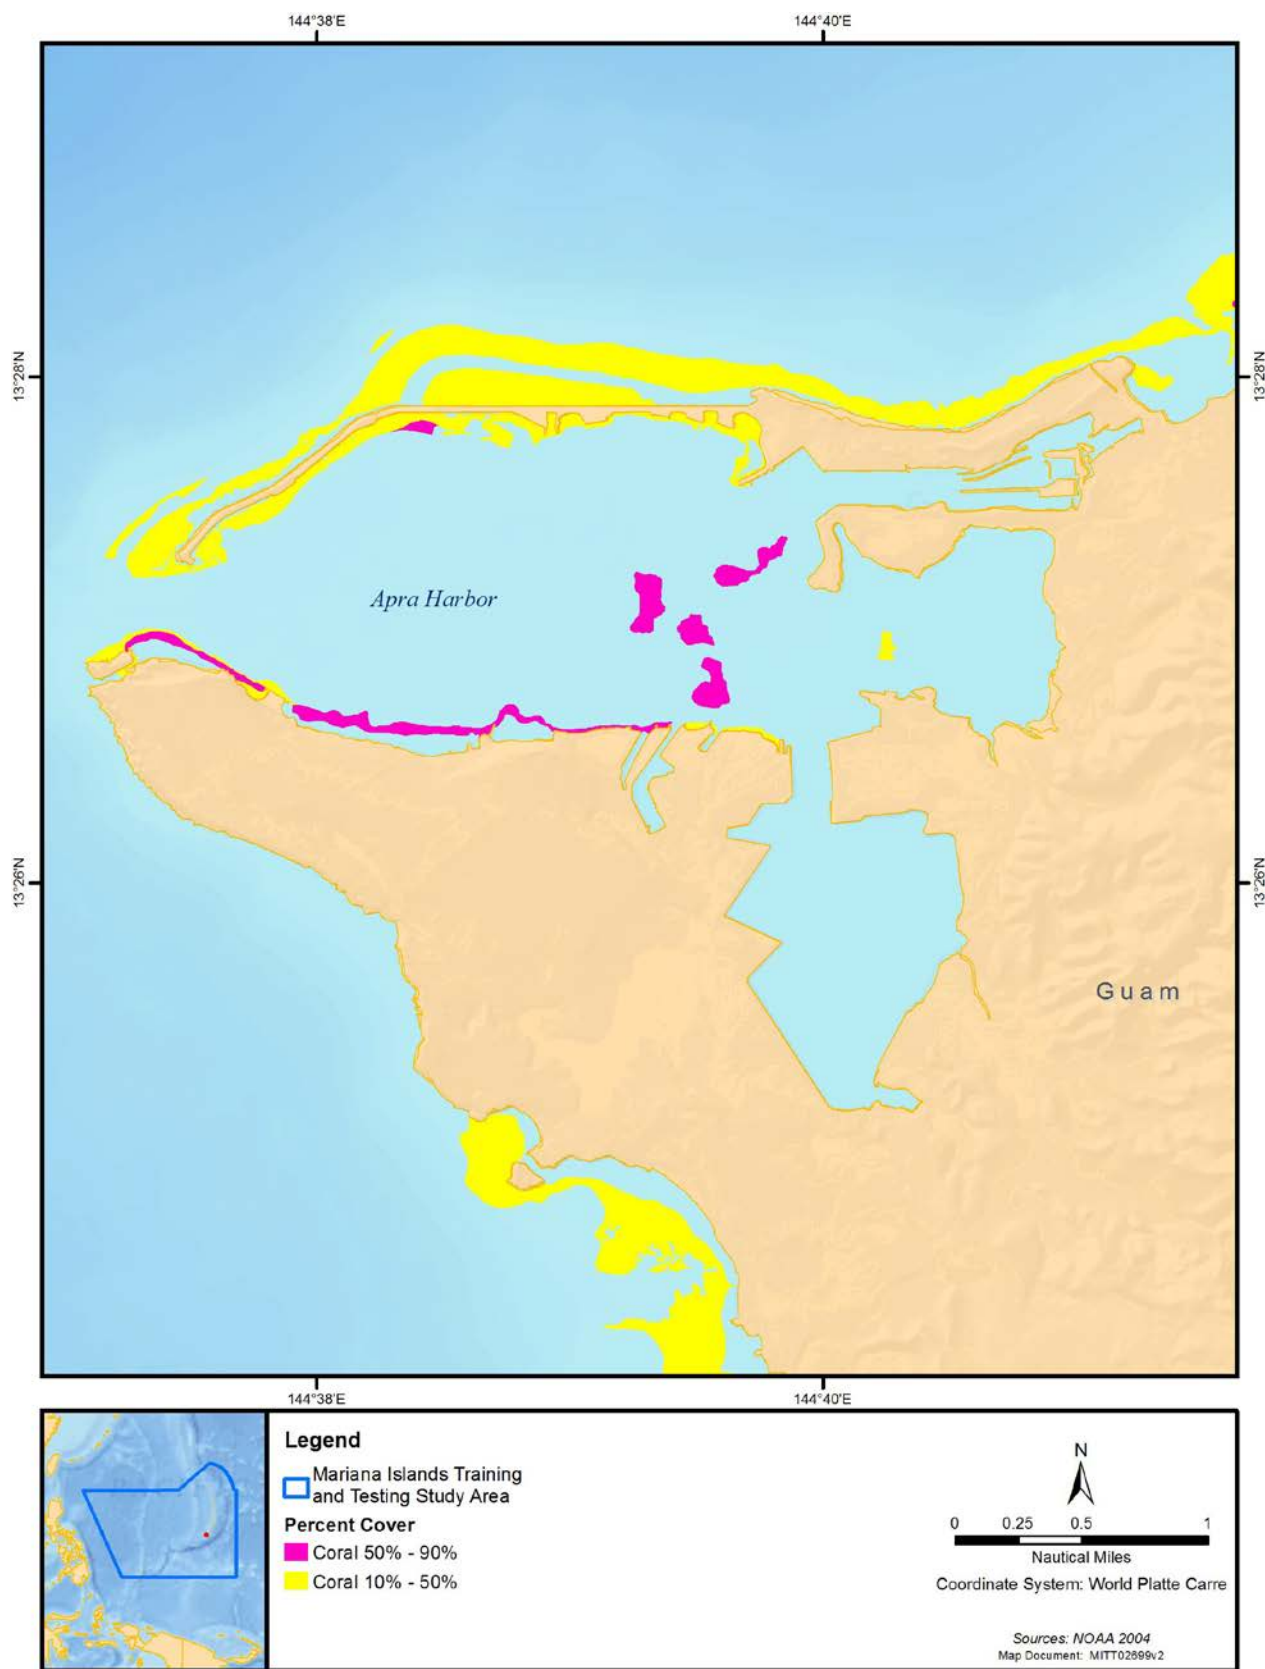 144°38'E 144°40'E
13°28'N 13°28'N
Apra Harbor
13°26'N 13°26'N
Guam
144°38'E 144°40'E
Legend
Mariana Islands Training
and Testing Study Area
Percent Cover
Coral 50% - 90%
Coral 10% - 50%
N
0 0.25 0.5 1
Nautical Miles
Coordinate System: World Platte Carre
Sources: NOAA 2004
Map Document: MITT02699v2